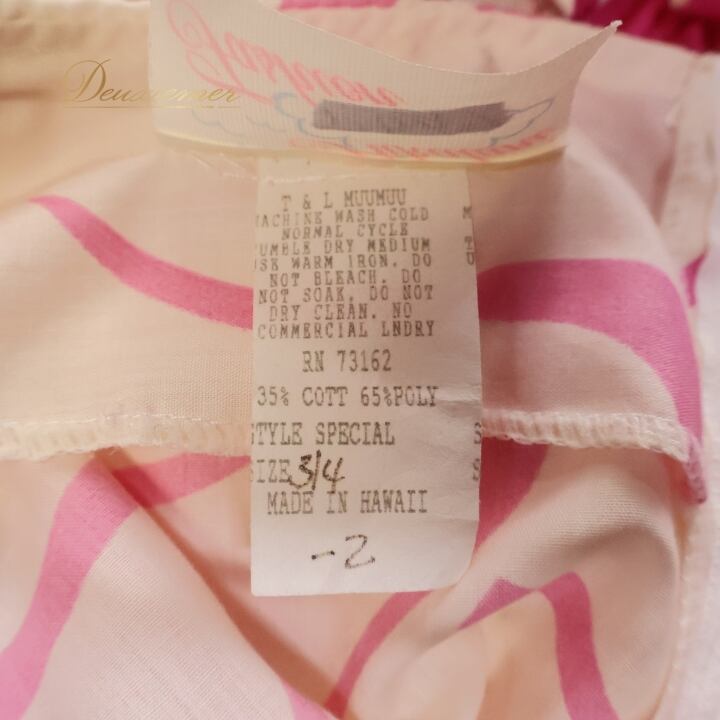 Deusvemer
T & L MUUMUU
MACHINE WASH COLD
NORMAL CYCLE
TUMBLE DRY MEDIUM
USE WARM IRON. DO
NOT BLEACH. DO
NOT SOAK. DO NOT
DRY CLEAN. NO
COMMERCIAL LNDRY
RN 73162
35% COTT 65%POLY
STYLE SPECIAL
SIZE 3/4
MADE IN HAWAII
-2